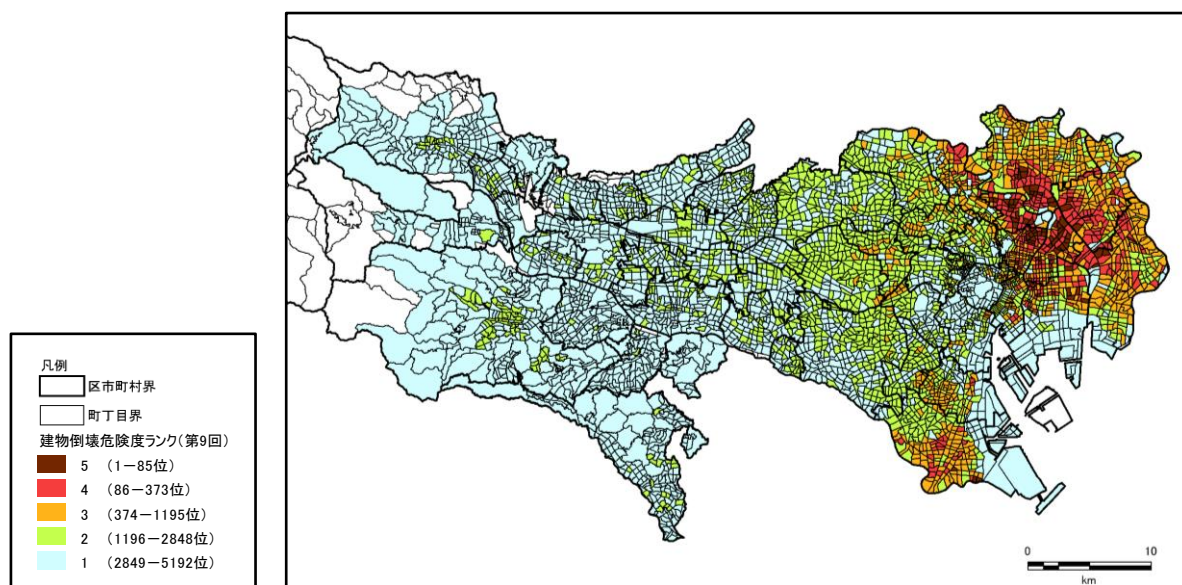 凡例
区市町村界
町丁目界
建物倒壊危険度ランク(第9回)
5 (1－85位)
4 (86－373位)
3 (374－1195位)
2 (1196－2848位)
1 (2849－5192位)
0 10
km